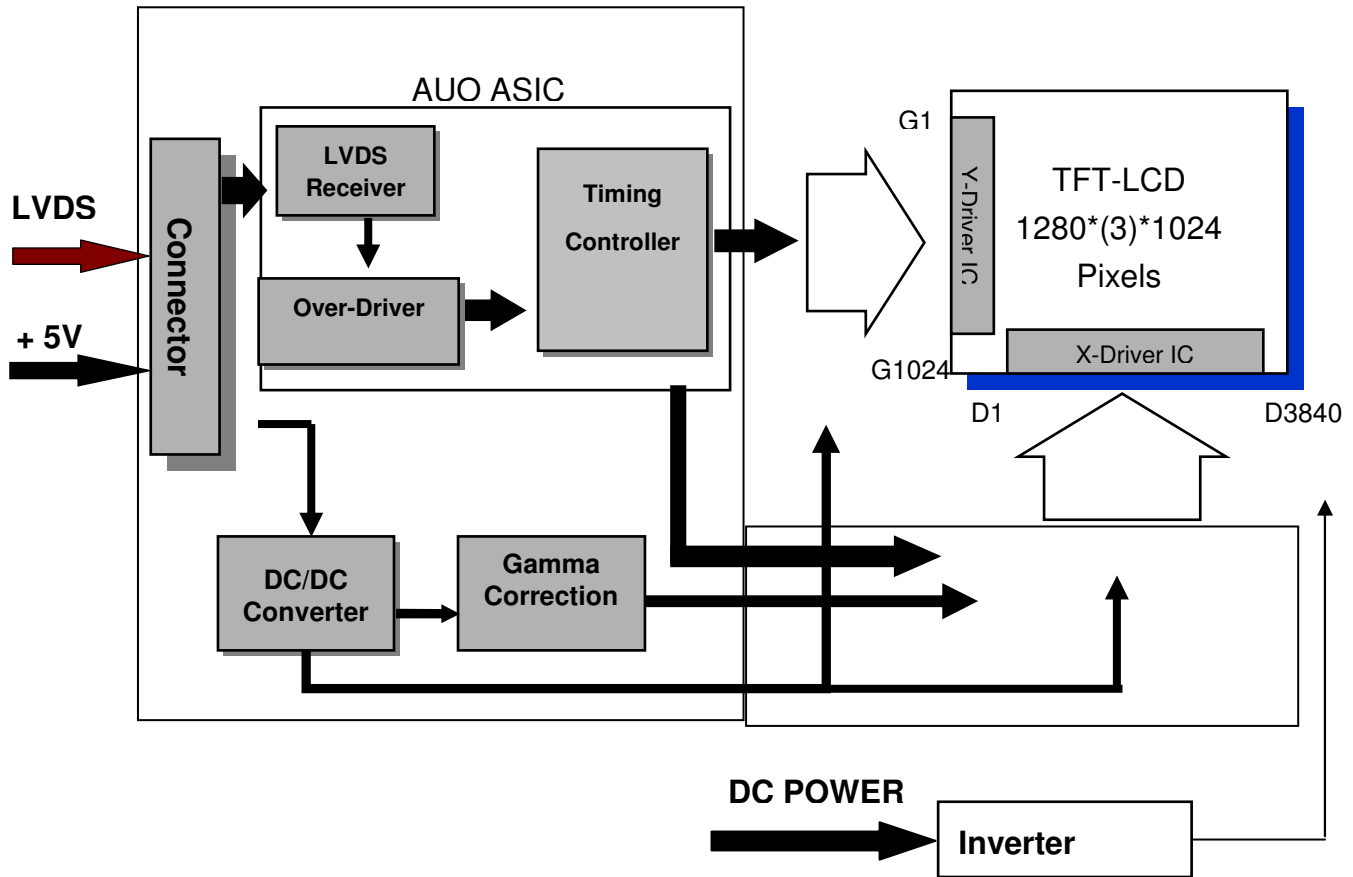 AUO ASIC
LVDS
Receiver
Timing
Controller
Over-Driver
LVDS
+ 5V
Connector
DC/DC
Converter
Gamma
Correction
G1
Y-Driver IC
TFT-LCD
1280*(3)*1024
Pixels
X-Driver IC
G1024
D1
D3840
DC POWER
Inverter